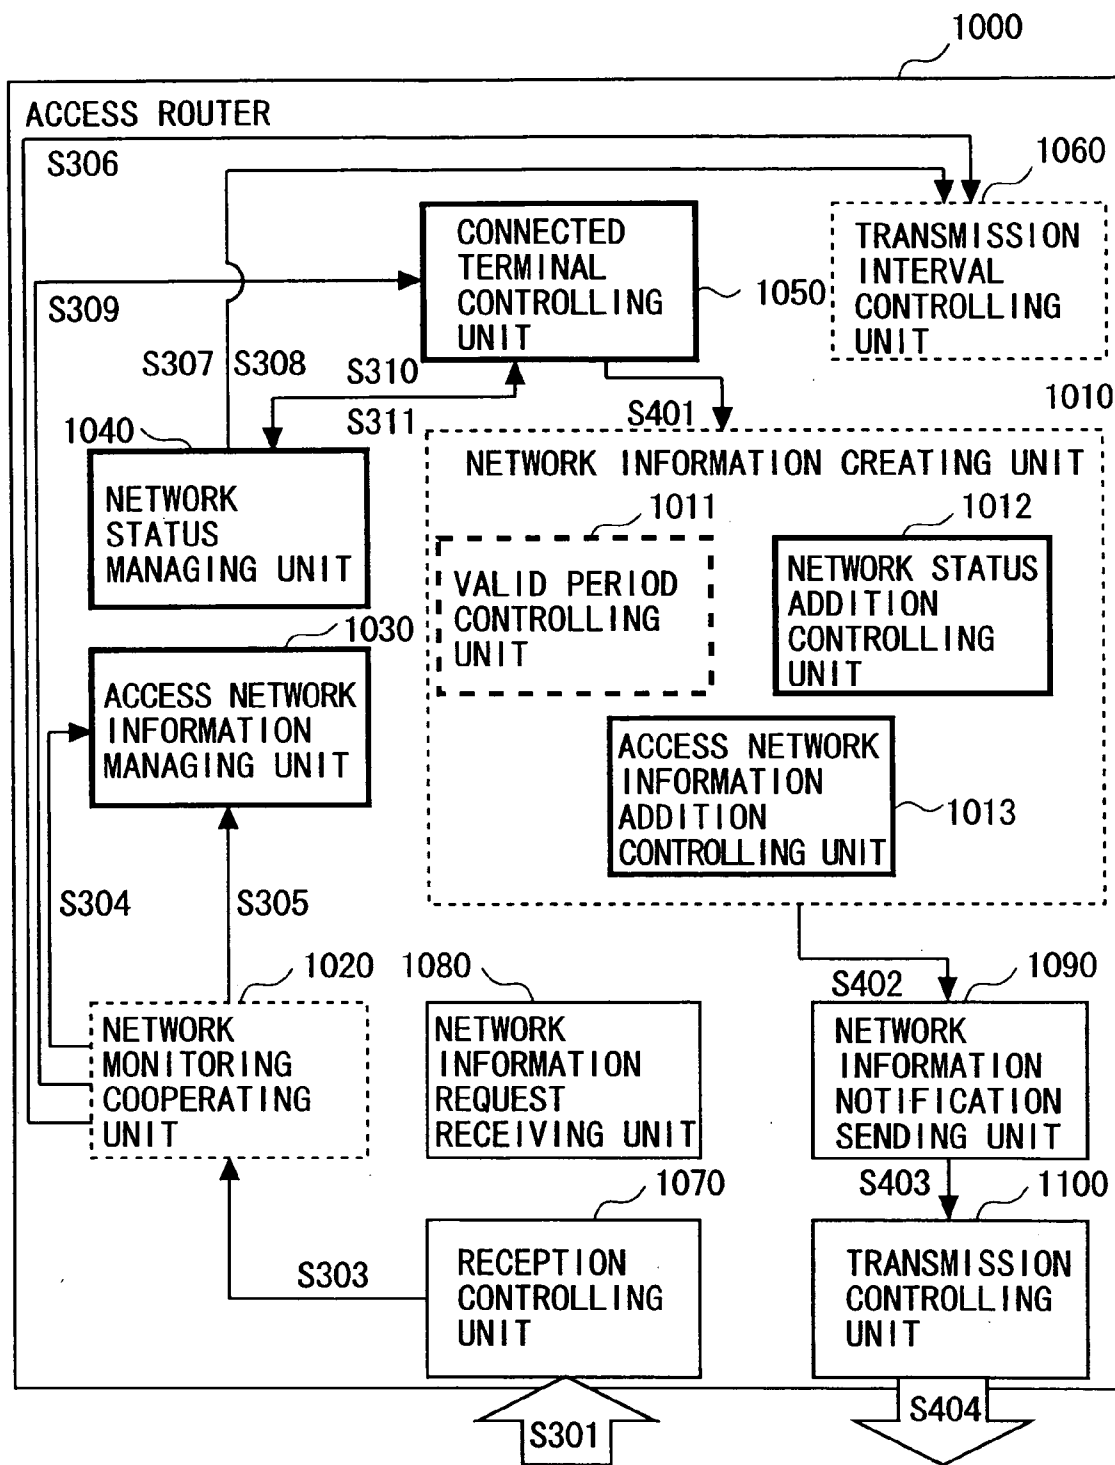 1000
ACCESS ROUTER
S306
1060
CONNECTED
TERMINAL
CONTROLLING
UNIT
TRANSMISSION
INTERVAL
CONTROLLING
UNIT
S309
1050
S307
S308
S310
S311
S401
1010
1040
NETWORK
STATUS
MANAGING UNIT
NETWORK INFORMATION CREATING UNIT
1011
1012
VALID PERIOD
CONTROLLING
UNIT
NETWORK STATUS
ADDITION
CONTROLLING
UNIT
1030
ACCESS NETWORK
INFORMATION
MANAGING UNIT
ACCESS NETWORK
INFORMATION
ADDITION
CONTROLLING UNIT
1013
S304
S305
1020
1080
S402
1090
NETWORK
MONITORING
COOPERATING
UNIT
NETWORK
INFORMATION
REQUEST
RECEIVING UNIT
NETWORK
INFORMATION
NOTIFICATION
SENDING UNIT
1070
S403
1100
S303
RECEPTION
CONTROLLING
UNIT
TRANSMISSION
CONTROLLING
UNIT
S301
S404